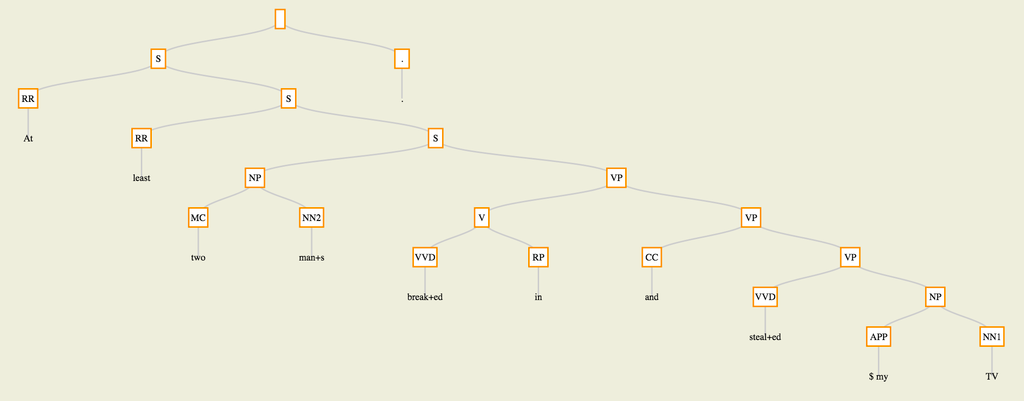 S .
RR S .
At RR S
least NP VP
MC NN2 V VP
two man+s VVD RP CC VP
break+ed in and VVD NP
steal+ed APP NN1
$ my TV